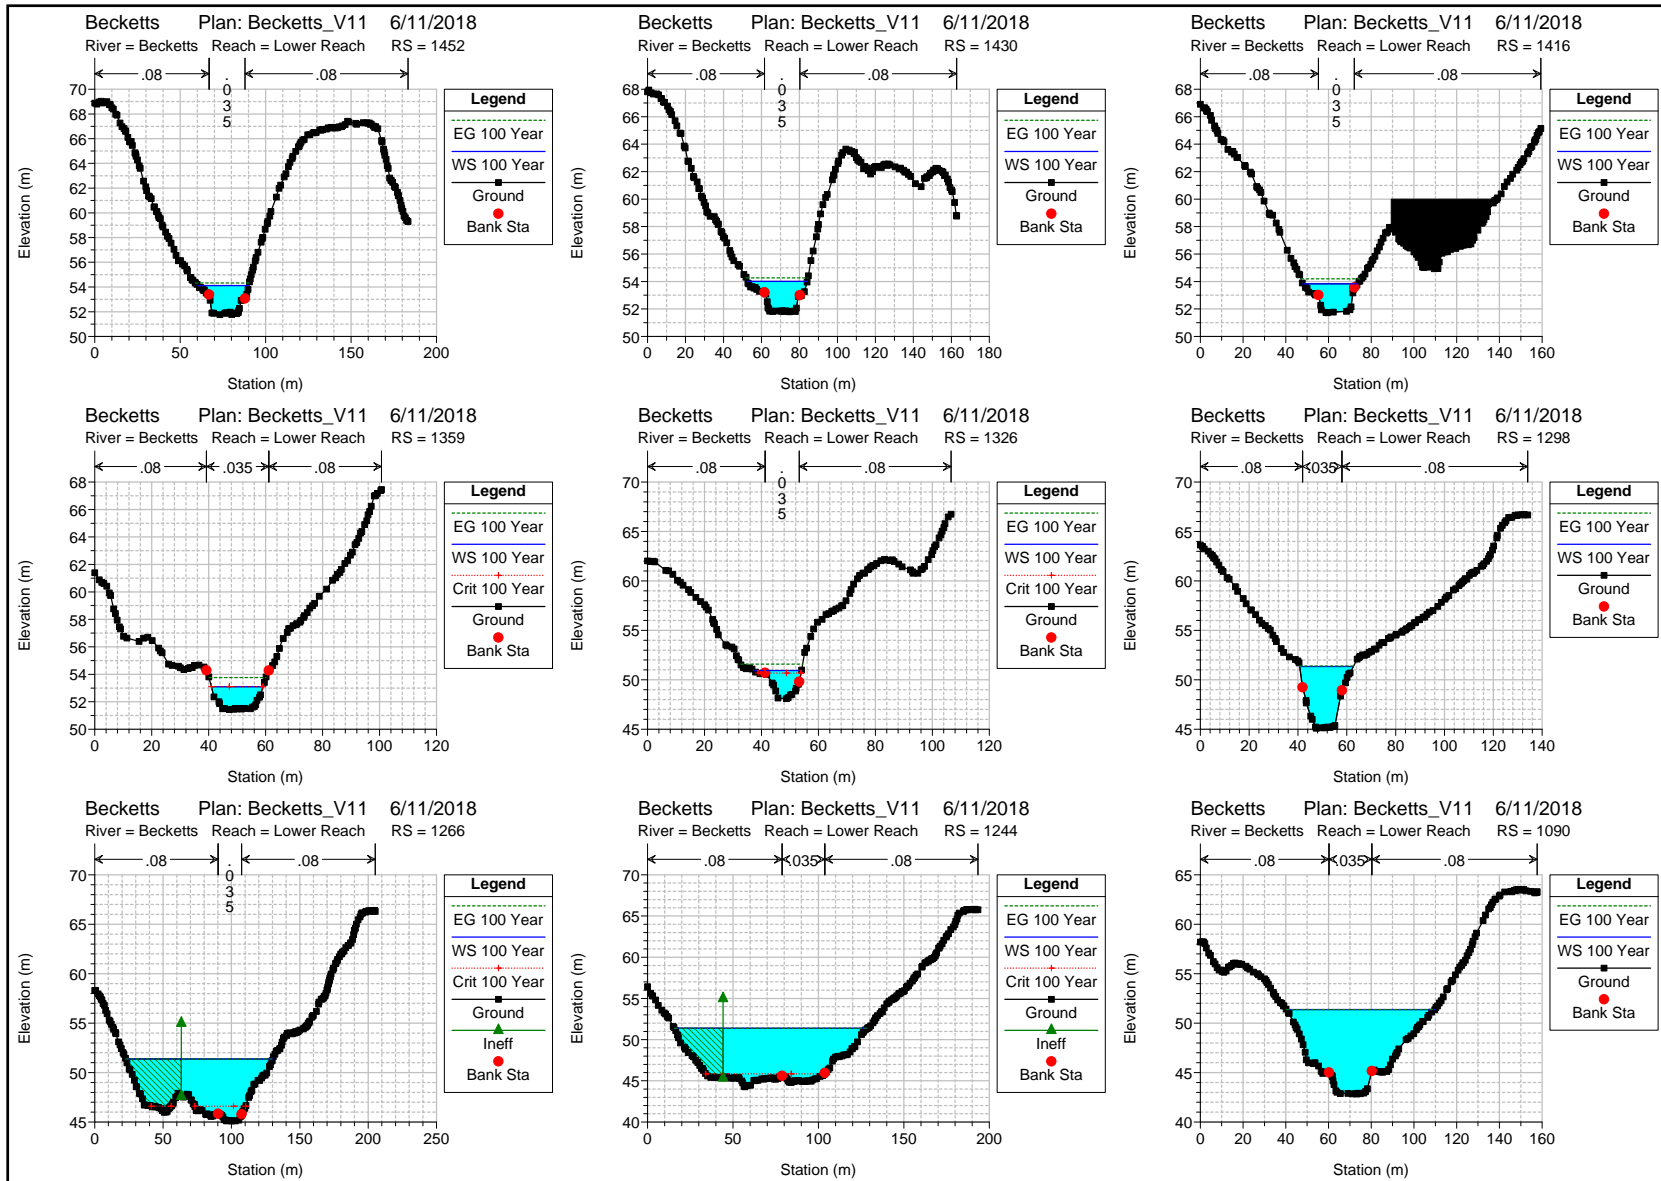 Becketts Plan: Becketts_V11 6/11/2018
River = Becketts Reach = Lower Reach RS = 1452
.08 .035 .08
70
68
66
64
62
60
58
56
54
52
50
Elevation (m)
0 50 100 150 200
Station (m)
Legend
EG 100 Year
WS 100 Year
Ground
Bank Sta
Becketts Plan: Becketts_V11 6/11/2018
River = Becketts Reach = Lower Reach RS = 1430
.08 .035 .08
68
66
64
62
60
58
56
54
52
50
Elevation (m)
0 20 40 60 80 100 120 140 160 180
Station (m)
Legend
EG 100 Year
WS 100 Year
Ground
Bank Sta
Becketts Plan: Becketts_V11 6/11/2018
River = Becketts Reach = Lower Reach RS = 1416
.08 .035 .08
68
66
64
62
60
58
56
54
52
50
Elevation (m)
0 20 40 60 80 100 120 140 160
Station (m)
Legend
EG 100 Year
WS 100 Year
Ground
Bank Sta
Becketts Plan: Becketts_V11 6/11/2018
River = Becketts Reach = Lower Reach RS = 1359
.08 .035 .08
68
66
64
62
60
58
56
54
52
50
Elevation (m)
0 20 40 60 80 100 120
Station (m)
Legend
EG 100 Year
WS 100 Year
Crit 100 Year
Ground
Bank Sta
Becketts Plan: Becketts_V11 6/11/2018
River = Becketts Reach = Lower Reach RS = 1326
.08 .035 .08
70
65
60
55
50
45
Elevation (m)
0 20 40 60 80 100 120
Station (m)
Legend
EG 100 Year
WS 100 Year
Crit 100 Year
Ground
Bank Sta
Becketts Plan: Becketts_V11 6/11/2018
River = Becketts Reach = Lower Reach RS = 1298
.08 .035 .08
70
65
60
55
50
45
Elevation (m)
0 20 40 60 80 100 120 140
Station (m)
Legend
EG 100 Year
WS 100 Year
Ground
Bank Sta
Becketts Plan: Becketts_V11 6/11/2018
River = Becketts Reach = Lower Reach RS = 1266
.08 .035 .08
70
65
60
55
50
45
Elevation (m)
0 50 100 150 200 250
Station (m)
Legend
EG 100 Year
WS 100 Year
Crit 100 Year
Ground
Ineff
Bank Sta
Becketts Plan: Becketts_V11 6/11/2018
River = Becketts Reach = Lower Reach RS = 1244
.08 .035 .08
70
65
60
55
50
45
40
Elevation (m)
0 50 100 150 200
Station (m)
Legend
EG 100 Year
WS 100 Year
Crit 100 Year
Ground
Ineff
Bank Sta
Becketts Plan: Becketts_V11 6/11/2018
River = Becketts Reach = Lower Reach RS = 1090
.08 .035 .08
65
60
55
50
45
40
Elevation (m)
0 20 40 60 80 100 120 140 160
Station (m)
Legend
EG 100 Year
WS 100 Year
Ground
Bank Sta